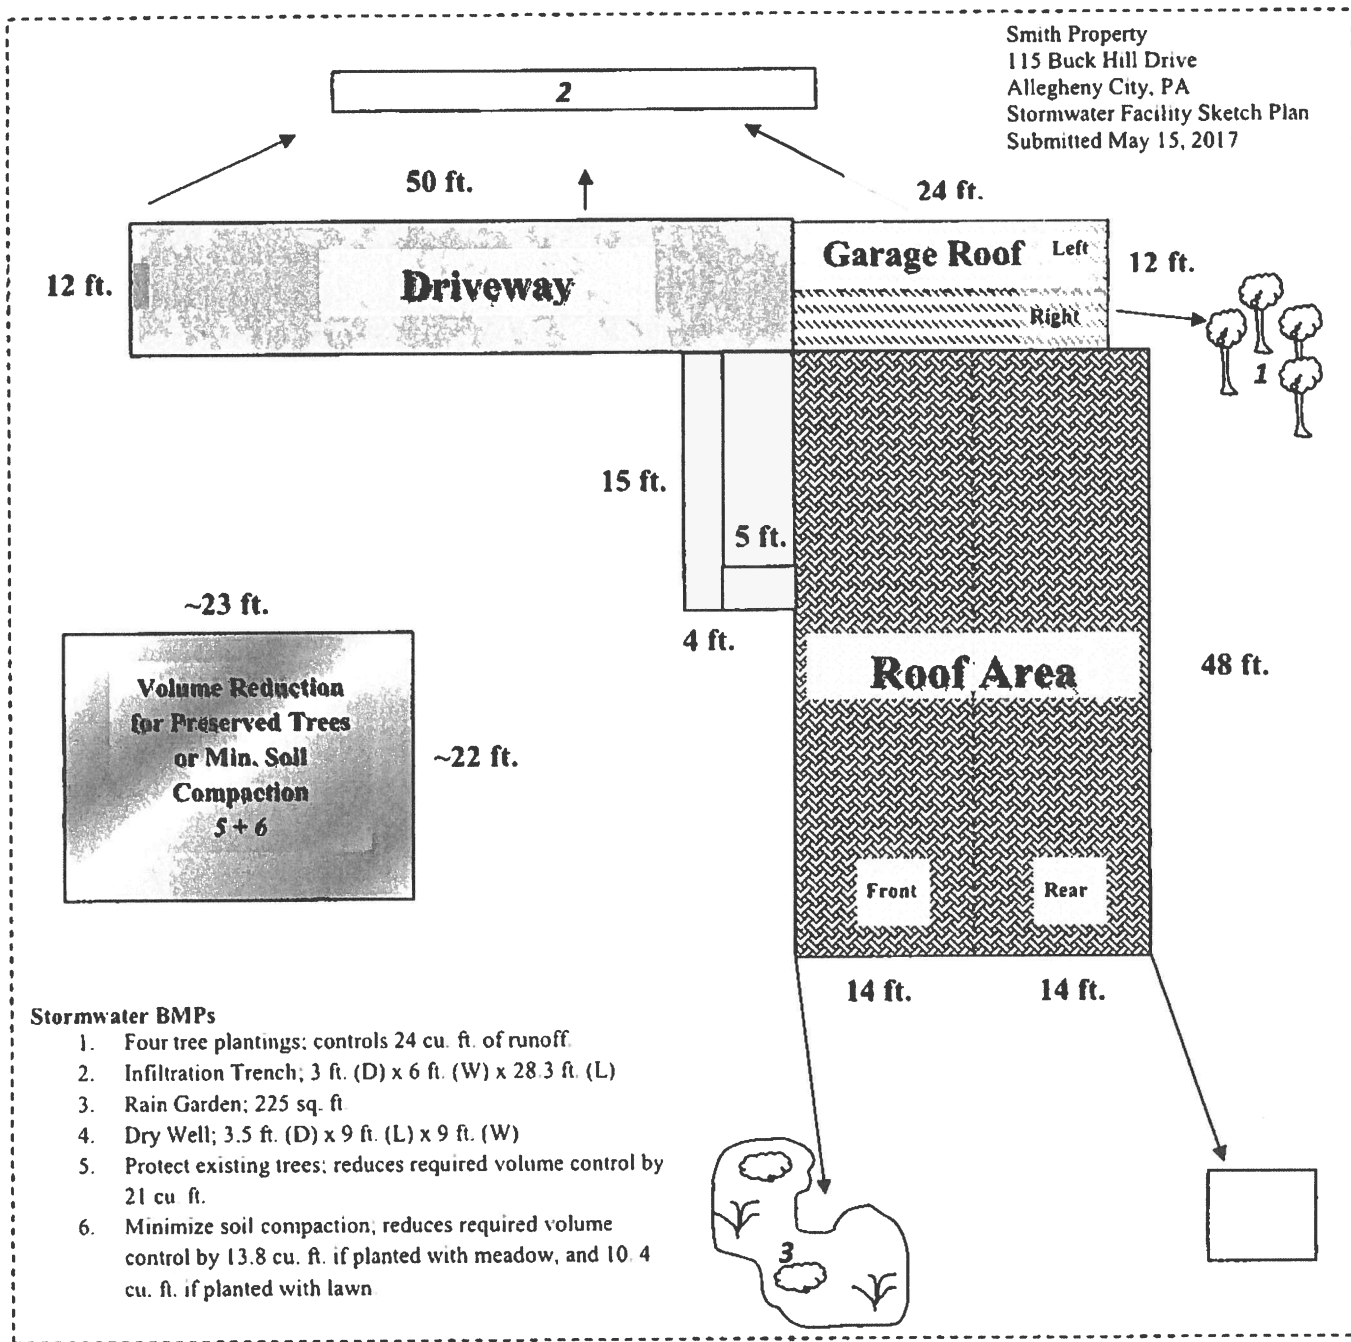 Smith Property
115 Buck Hill Drive
Allegheny City, PA
Stormwater Facility Sketch Plan
Submitted May 15, 2017
2
50 ft.
24 ft.
12 ft.
Driveway
Garage Roof
Left
Right
12 ft.
1
15 ft.
5 ft.
4 ft.
~23 ft.
Volume Reduction
for Preserved Trees
or Min. Soil
Compaction
5 + 6
~22 ft.
Roof Area
48 ft.
Front
Rear
14 ft.
14 ft.
Stormwater BMPs
1. Four tree plantings; controls 24 cu. ft. of runoff
2. Infiltration Trench; 3 ft. (D) x 6 ft. (W) x 28.3 ft. (L)
3. Rain Garden; 225 sq. ft
4. Dry Well; 3.5 ft. (D) x 9 ft. (L) x 9 ft. (W)
5. Protect existing trees; reduces required volume control by
21 cu. ft.
6. Minimize soil compaction; reduces required volume
control by 13.8 cu. ft. if planted with meadow, and 10.4
cu. ft. if planted with lawn
3